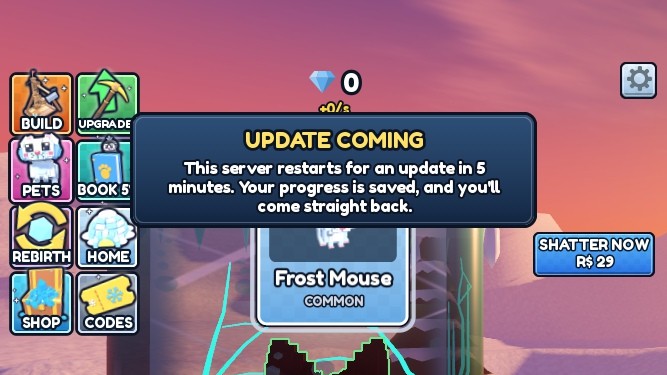 0
+0/s
BUILD
UPGRADE
UPDATE COMING
This server restarts for an update in 5
minutes. Your progress is saved, and you'll
come straight back.
PETS
BOOK 5
REBIRTH
HOME
SHATTER NOW
R$ 29
Frost Mouse
COMMON
SHOP
CODES